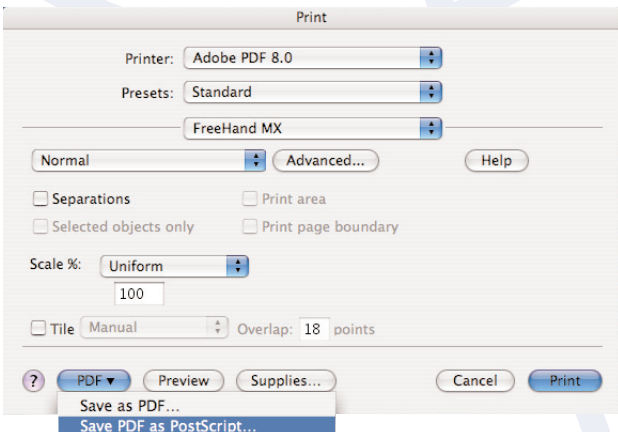 Print
Printer: Adobe PDF 8.0
Presets: Standard
FreeHand MX
Normal Advanced... Help
Separations Print area
Selected objects only Print page boundary
Scale %: Uniform
100
Tile Manual Overlap: 18 points
? PDF ▼ Preview Supplies... Cancel Print
Save as PDF...
Save PDF as PostScript...